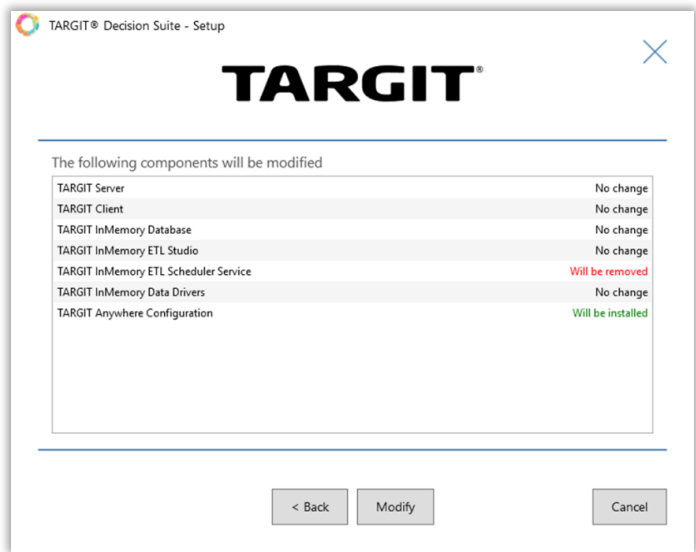 TARGIT® Decision Suite - Setup
TARGIT®
The following components will be modified
TARGIT Server No change
TARGIT Client No change
TARGIT InMemory Database No change
TARGIT InMemory ETL Studio No change
TARGIT InMemory ETL Scheduler Service Will be removed
TARGIT InMemory Data Drivers No change
TARGIT Anywhere Configuration Will be installed
< Back Modify Cancel